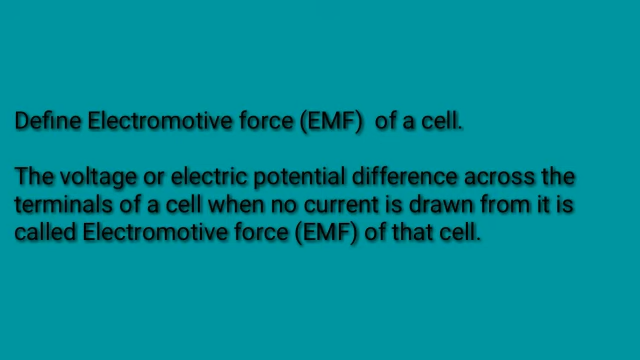 Define Electromotive force (EMF)  of a cell.
The voltage or electric potential difference across the
terminals of a cell when no current is drawn from it is
called Electromotive force (EMF) of that cell.